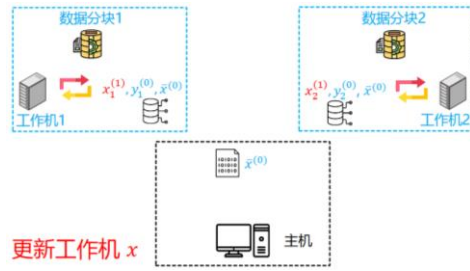 数据分块1
x₁⁽¹⁾, y₁⁽⁰⁾, x̄⁽⁰⁾
工作机1
数据分块2
x₂⁽¹⁾, y₂⁽⁰⁾, x̄⁽⁰⁾
工作机2
x̄⁽⁰⁾
主机
更新工作机 x